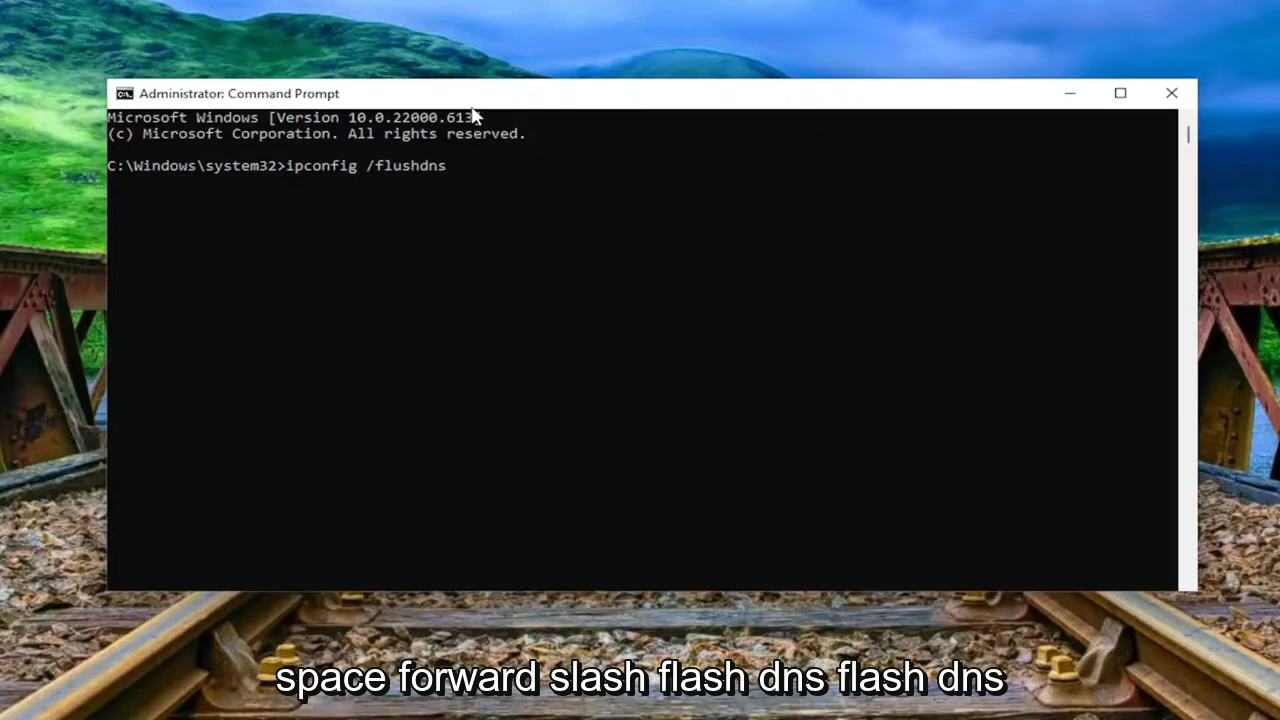 Administrator: Command Prompt
Microsoft Windows [Version 10.0.22000.613
(c) Microsoft Corporation. All rights reserved.
C:\Windows\system32>ipconfig /flushdns
space forward slash flash dns flash dns